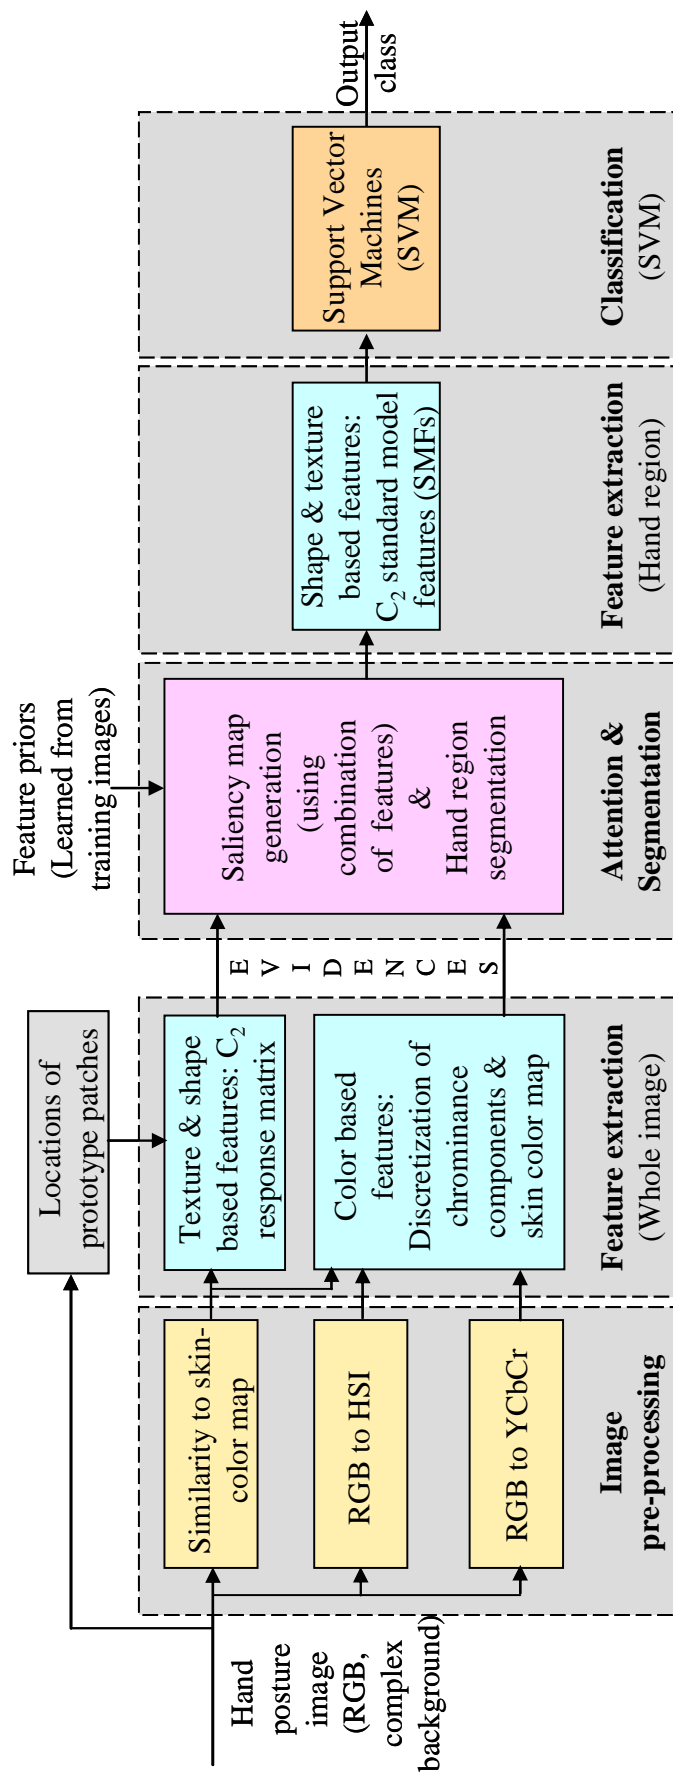 Hand
posture
image
(RGB,
complex
background)
Similarity to skin-
color map
RGB to HSI
RGB to YCbCr
Image
pre-processing
Locations of
prototype patches
Texture & shape
based features: C2
response matrix
Color based
features:
Discretization of
chrominance
components &
skin color map
Feature extraction
(Whole image)
E
V
I
D
E
N
C
E
S
Feature priors
(Learned from
training images)
Saliency map
generation
(using
combination
of features)
&
Hand region
segmentation
Attention &
Segmentation
Shape & texture
based features:
C2 standard model
features (SMFs)
Feature extraction
(Hand region)
Support Vector
Machines
(SVM)
Classification
(SVM)
Output
class